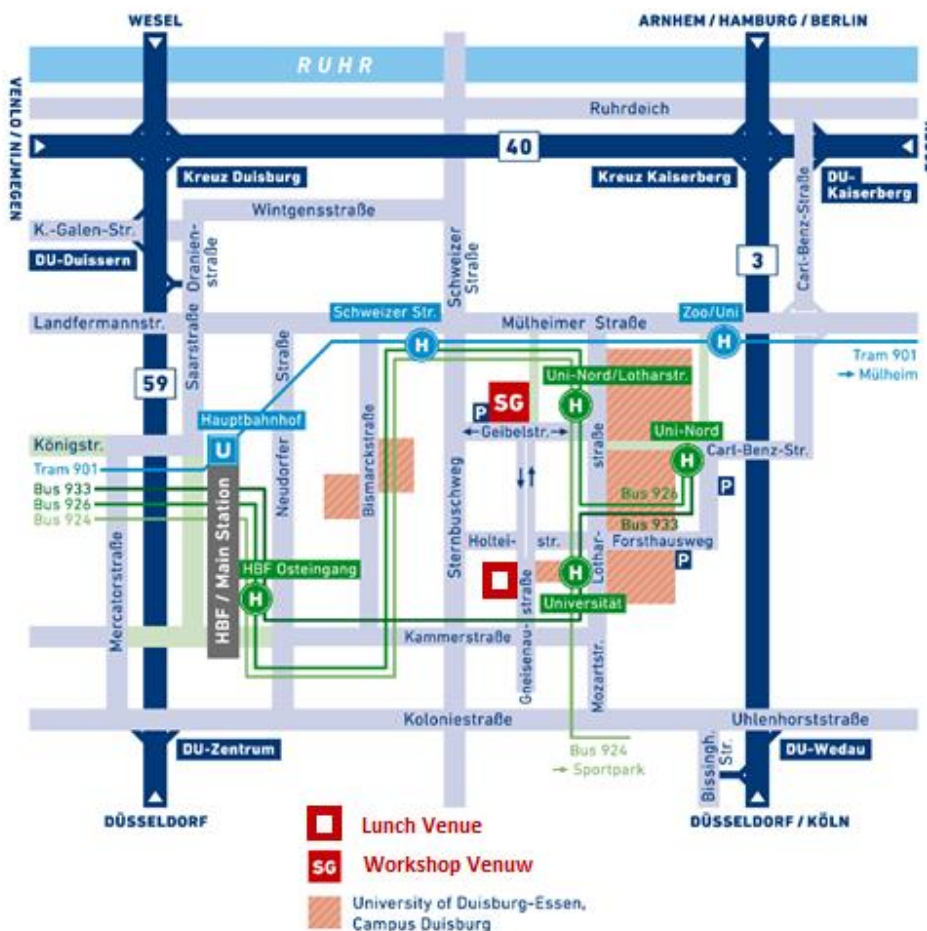 WESEL
ARNHEM / HAMBURG / BERLIN
RUHR
VENLO / NIJMEGEN
Ruhrdeich
40
Kreuz Duisburg
Kreuz Kaiserberg
DU-
Kaiserberg
Carl-Benz-Straße
Wintgensstraße
K.-Galen-Str.
DU-Duissern
Oranien-
straße
Schweizer
Straße
3
Landfermannstr.
Schweizer Str.
Mülheimer Straße
Zoo/Uni
Tram 901
→ Mülheim
Saarstraße
Neudorfer Straße
59
Uni-Nord/Lotharstr.
Hauptbahnhof
P
SG
Geibelstr.
Königstr.
U
Uni-Nord
Carl-Benz-Str.
Tram 901
Bus 933
Bus 926
Bus 924
Bismarckstraße
Sternbuschweg
Lothar-
straße
Bus 926
Bus 933
P
Holtei-
str.
Forsthausweg
P
HBF / Main Station
HBF Osteingang
H
H
H
H
H
H
Universität
Mercatorstraße
Kammerstraße
Gneisenau-
straße
Mozartstr.
Koloniestraße
Uhlenhorststraße
DU-Zentrum
Bus 924
→ Sportpark
Bissingh.
Str.
DU-Wedau
DÜSSELDORF
DÜSSELDORF / KÖLN
Lunch Venue
SG Workshop Venuw
University of Duisburg-Essen,
Campus Duisburg